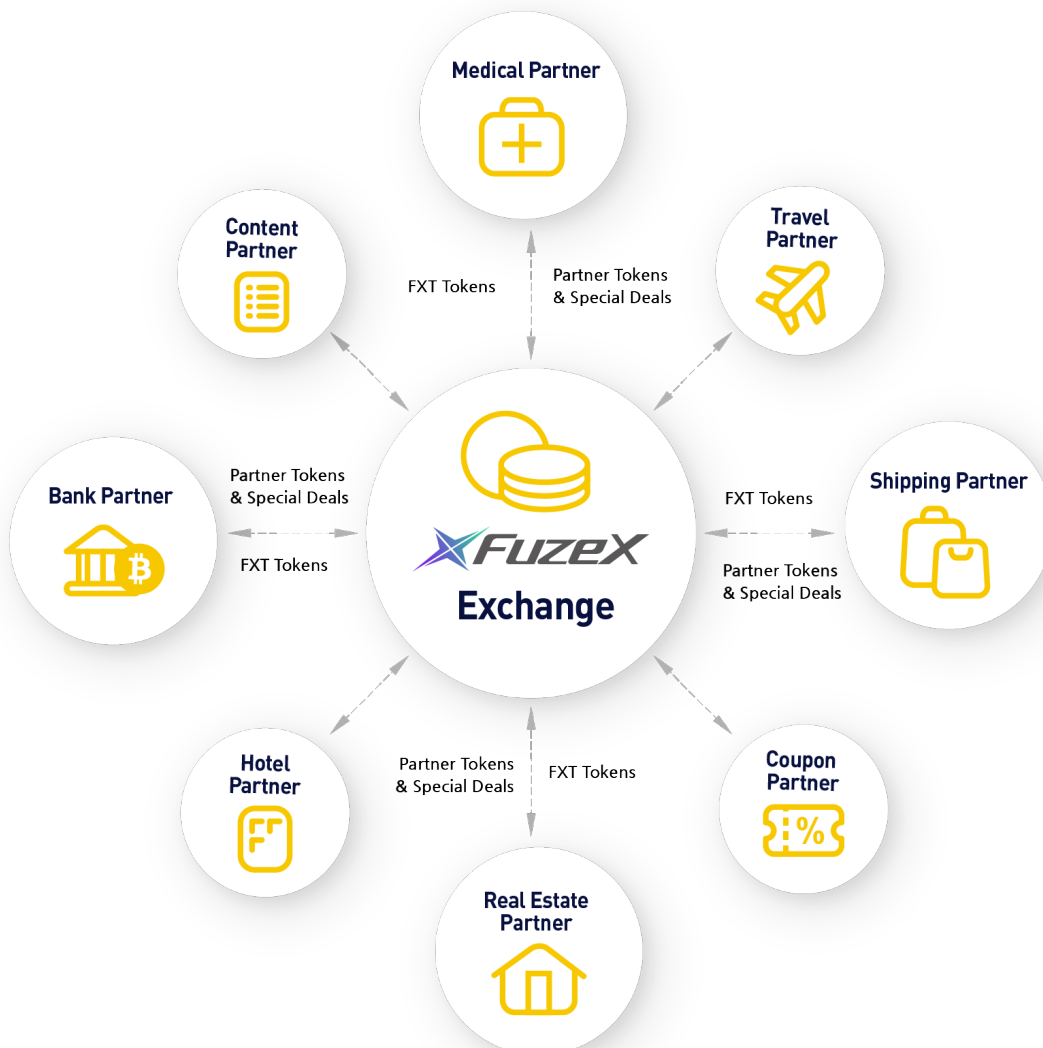 Medical Partner
Content
Partner
Travel
Partner
FXT Tokens
Partner Tokens
& Special Deals
Bank Partner
₿
Partner Tokens
& Special Deals
FXT Tokens
FUZEX
Exchange
FXT Tokens
Partner Tokens
& Special Deals
Shipping Partner
Hotel
Partner
Partner Tokens
& Special Deals
FXT Tokens
Coupon
Partner
%
Real Estate
Partner